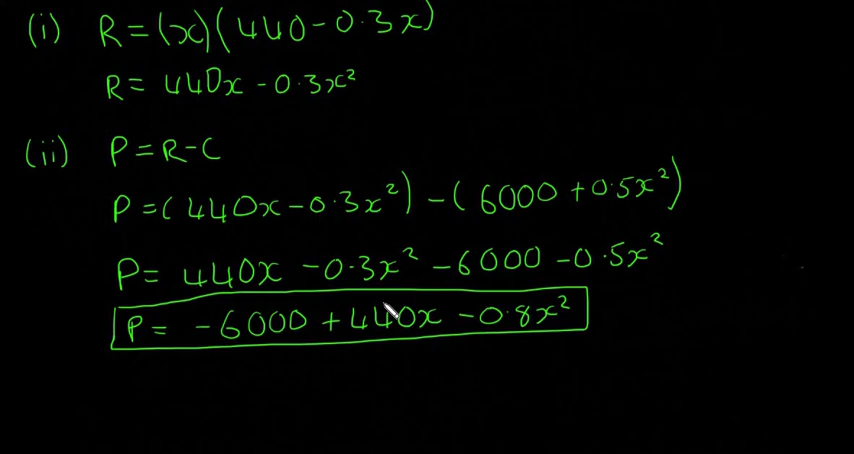 (i) R = (x)(440 - 0.3x)
R = 440x - 0.3x²
(ii) P = R - C
P = (440x - 0.3x²) - (6000 + 0.5x²)
P = 440x - 0.3x² - 6000 - 0.5x²
P = -6000 + 440x - 0.8x²